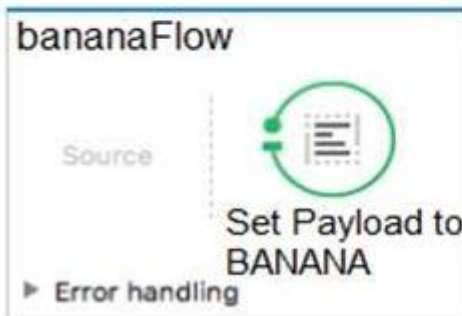 bananaFlow
Source
Set Payload to
BANANA
Error handling